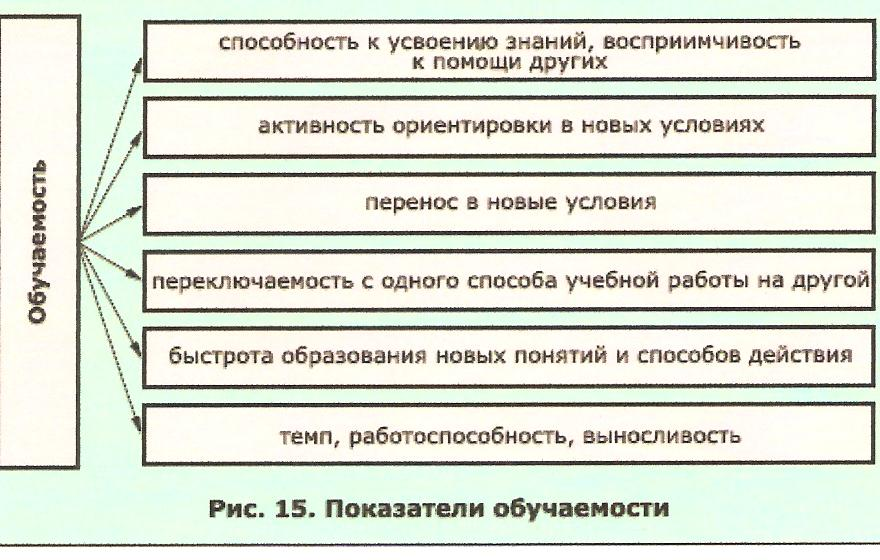 Обучаемость
способность к усвоению знаний, восприимчивость
к помощи других
активность ориентировки в новых условиях
перенос в новые условия
переключаемость с одного способа учебной работы на другой
быстрота образования новых понятий и способов действия
темп, работоспособность, выносливость
Рис. 15. Показатели обучаемости